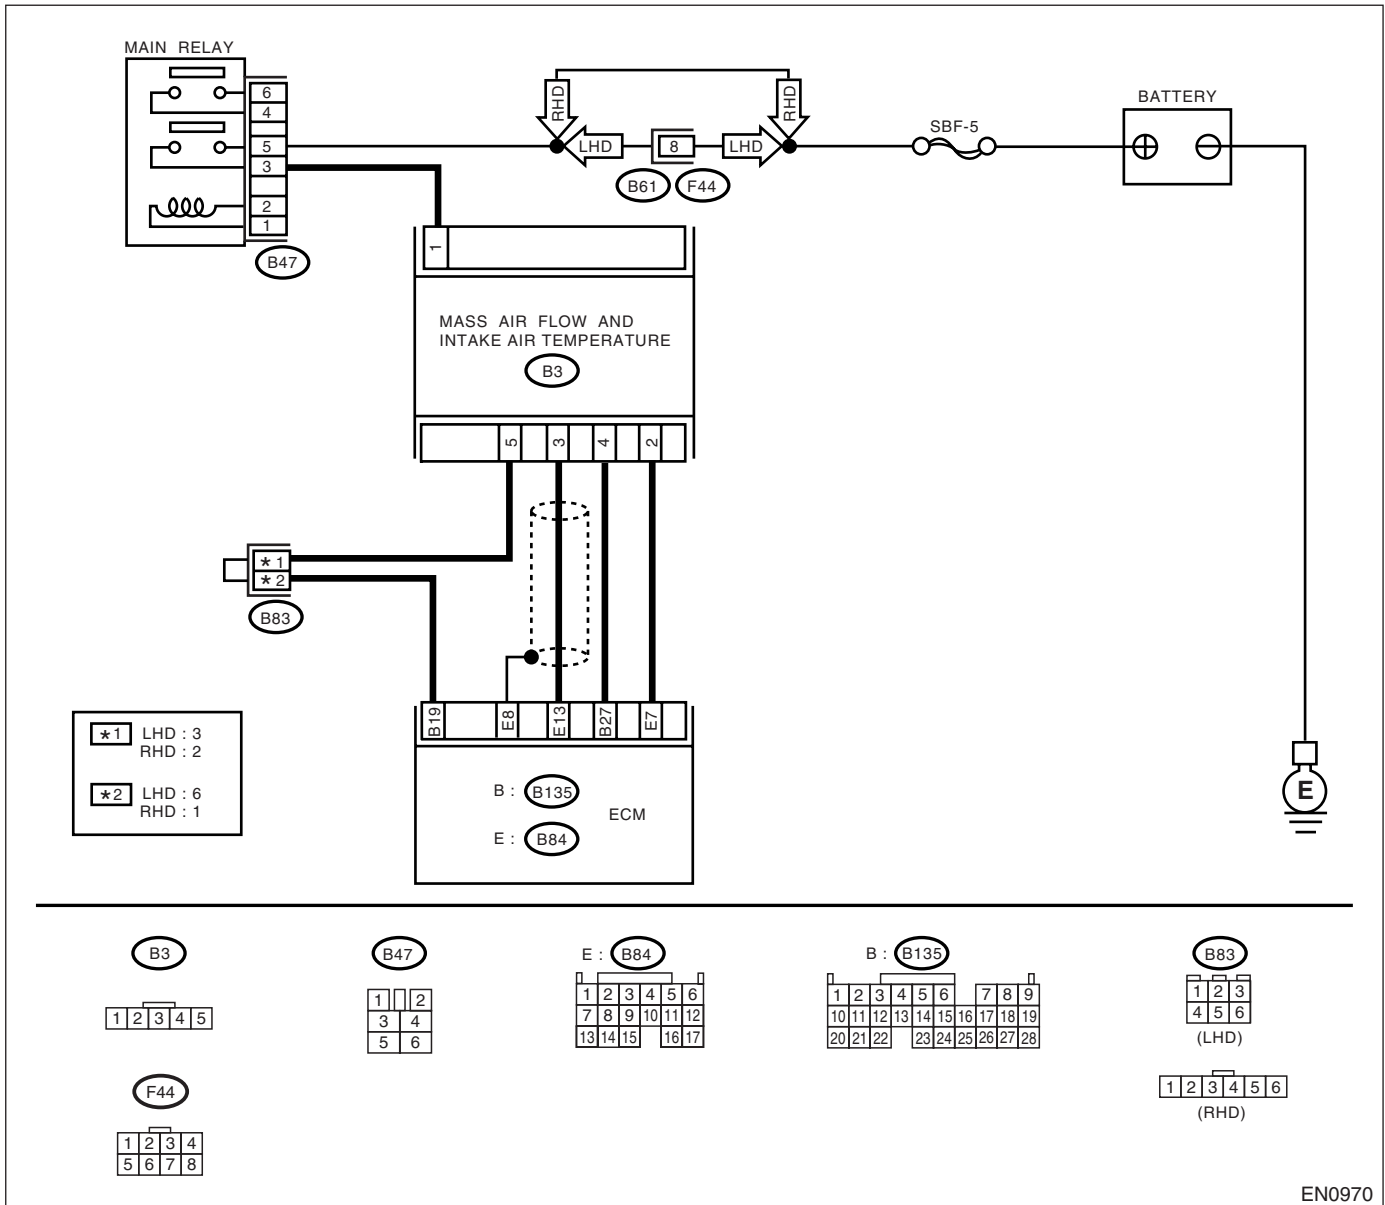 MAIN RELAY
6
4
5
3
2
1
B47
RHD
RHD
LHD
8
LHD
B61
F44
SBF-5
BATTERY
1
MASS AIR FLOW AND
INTAKE AIR TEMPERATURE
B3
5
3
4
2
*1
*2
B83
B19
E8
E13
B27
E7
B : B135
ECM
E : B84
*1 LHD : 3
RHD : 2
*2 LHD : 6
RHD : 1
E
B3
1 2 3 4 5
B47
1 2
3 4
5 6
E : B84
1 2 3 4 5 6
7 8 9 10 11 12
13 14 15 16 17
B : B135
1 2 3 4 5 6 7 8 9
10 11 12 13 14 15 16 17 18 19
20 21 22 23 24 25 26 27 28
B83
1 2 3
4 5 6
(LHD)
1 2 3 4 5 6
(RHD)
F44
1 2 3 4
5 6 7 8
EN0970